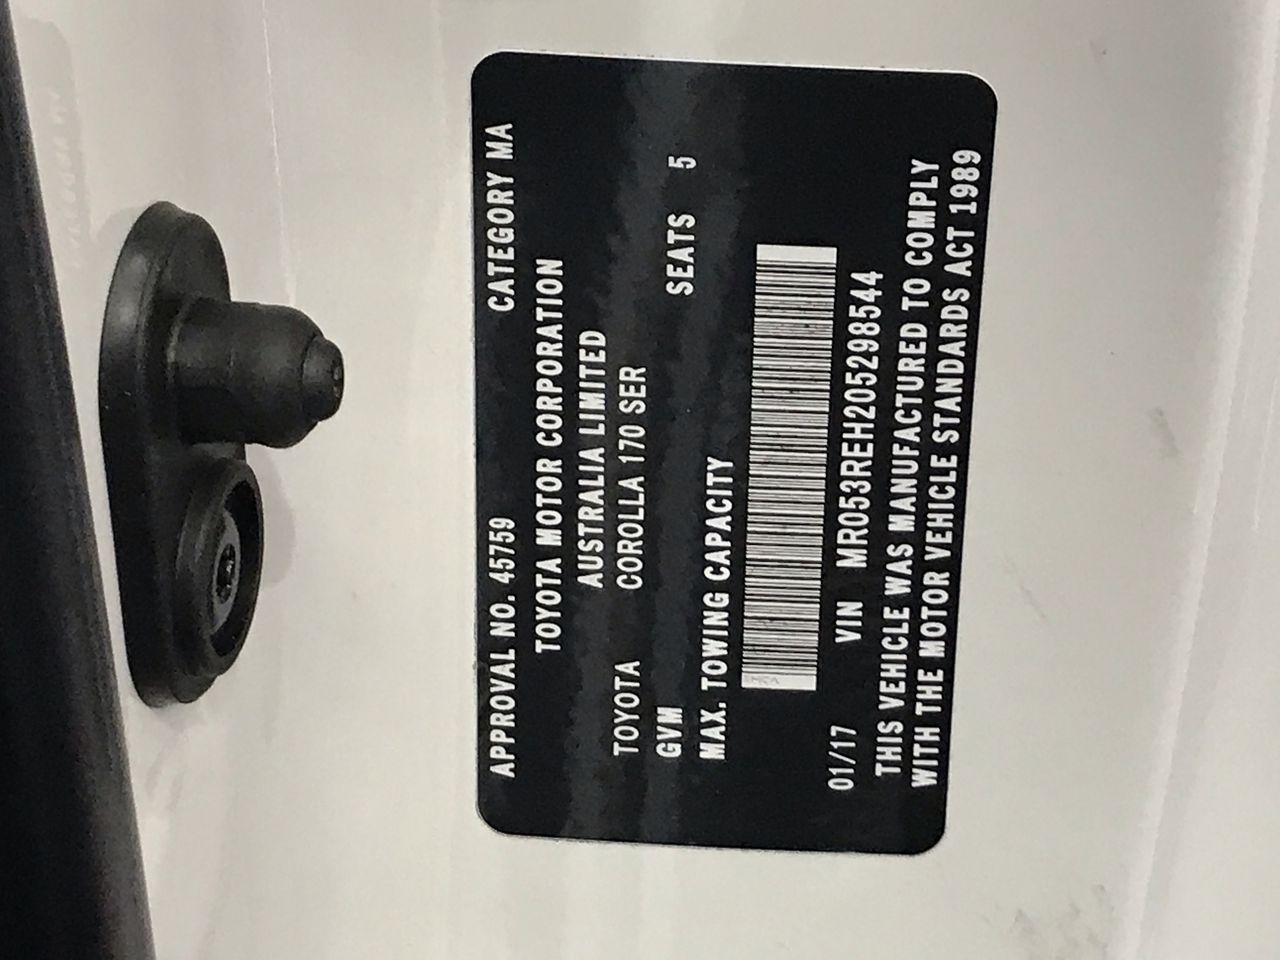 APPROVAL NO. 45759 CATEGORY MA
TOYOTA MOTOR CORPORATION
AUSTRALIA LIMITED
TOYOTA COROLLA 170 SER
GVM SEATS 5
MAX. TOWING CAPACITY
01/17 VIN MR053REH205298544
THIS VEHICLE WAS MANUFACTURED TO COMPLY
WITH THE MOTOR VEHICLE STANDARDS ACT 1989